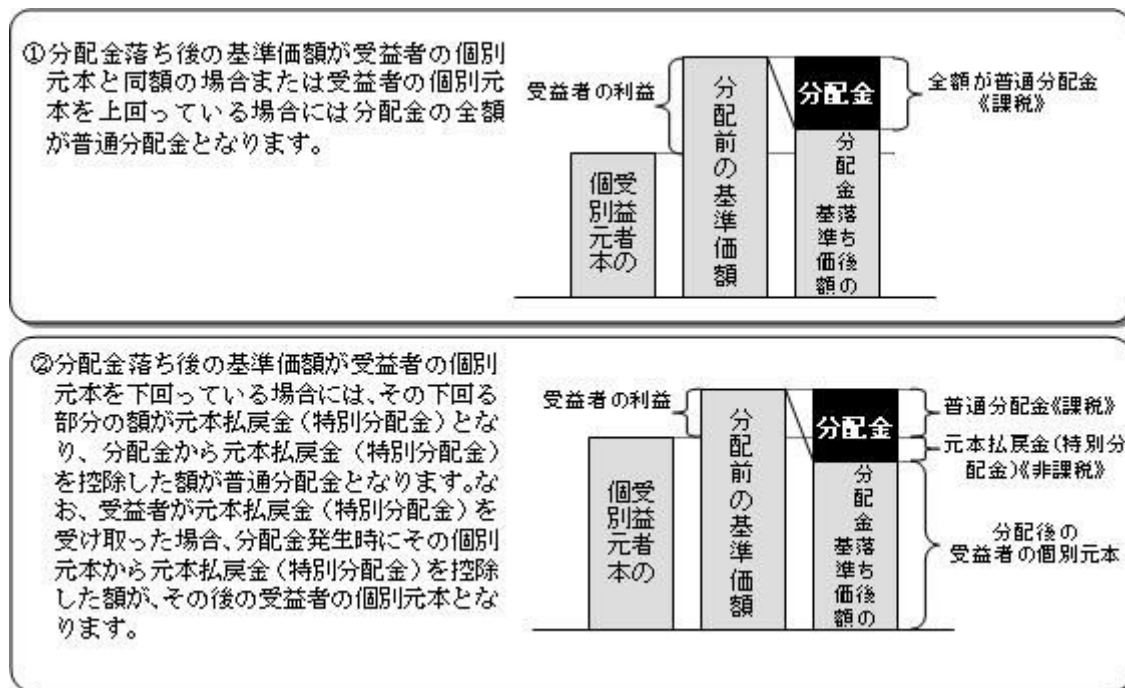 ①分配金落ち後の基準価額が受益者の個別
元本と同額の場合または受益者の個別元
本を上回っている場合には分配金の全額
が普通分配金となります。
受益者の利益
分配金
全額が普通分配金
《課税》
受益者の
個別元本
分配前の基準価額
分配金落ち後の
基準価額
②分配金落ち後の基準価額が受益者の個別
元本を下回っている場合には、その下回る
部分の額が元本払戻金（特別分配金）とな
り、分配金から元本払戻金（特別分配金）
を控除した額が普通分配金となります。な
お、受益者が元本払戻金（特別分配金）を
受け取った場合、分配金発生時にその個別
元本から元本払戻金（特別分配金）を控除
した額が、その後の受益者の個別元本とな
ります。
受益者の利益
分配金
普通分配金《課税》
元本払戻金（特別分
配金）《非課税》
受益者の
個別元本
分配前の基準価額
分配金落ち後の
基準価額
分配後の
受益者の個別元本